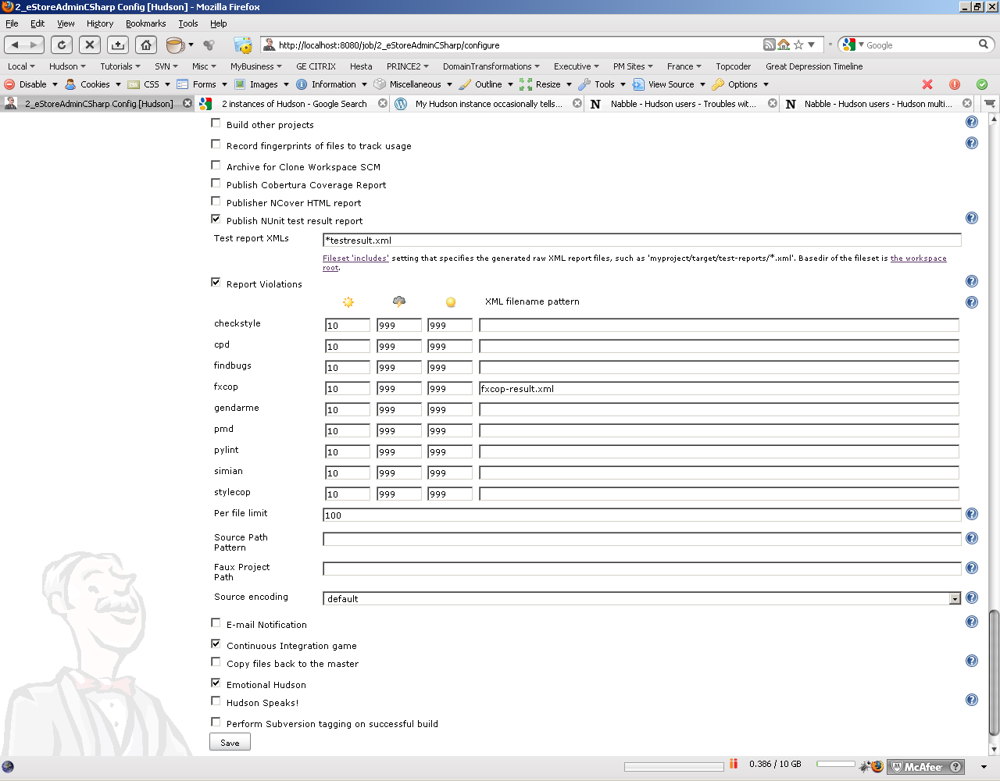 2_eStoreAdminCSharp Config [Hudson] - Mozilla Firefox
File Edit View History Bookmarks Tools Help
http://localhost:8080/job/2_eStoreAdminCSharp/configure Google
Local Hudson Tutorials SVN Misc MyBusiness GE CITRIX Hesta PRINCE2 DomainTransformations Executive PM Sites France Topcoder Great Depression Timeline
Disable Cookies CSS Forms Images Information Miscellaneous Outline Resize Tools View Source Options
2_eStoreAdminCSharp Config [Hudson] 2 instances of Hudson - Google Search My Hudson instance occasionally tells... N Nabble - Hudson users - Troubles wit... N Nabble - Hudson users - Hudson multi...
Build other projects
Record fingerprints of files to track usage
Archive for Clone Workspace SCM
Publish Cobertura Coverage Report
Publisher NCover HTML report
Publish NUnit test result report
Test report XMLs *testresult.xml
Fileset 'includes' setting that specifies the generated raw XML report files, such as 'myproject/target/test-reports/*.xml'. Basedir of the fileset is the workspace
root.
Report Violations
XML filename pattern
checkstyle 10 999 999
cpd 10 999 999
findbugs 10 999 999
fxcop 10 999 999 fxcop-result.xml
gendarme 10 999 999
pmd 10 999 999
pylint 10 999 999
simian 10 999 999
stylecop 10 999 999
Per file limit 100
Source Path
Pattern
Faux Project
Path
Source encoding default
E-mail Notification
Continuous Integration game
Copy files back to the master
Emotional Hudson
Hudson Speaks!
Perform Subversion tagging on successful build
Save
0.386 / 10 GB McAfee